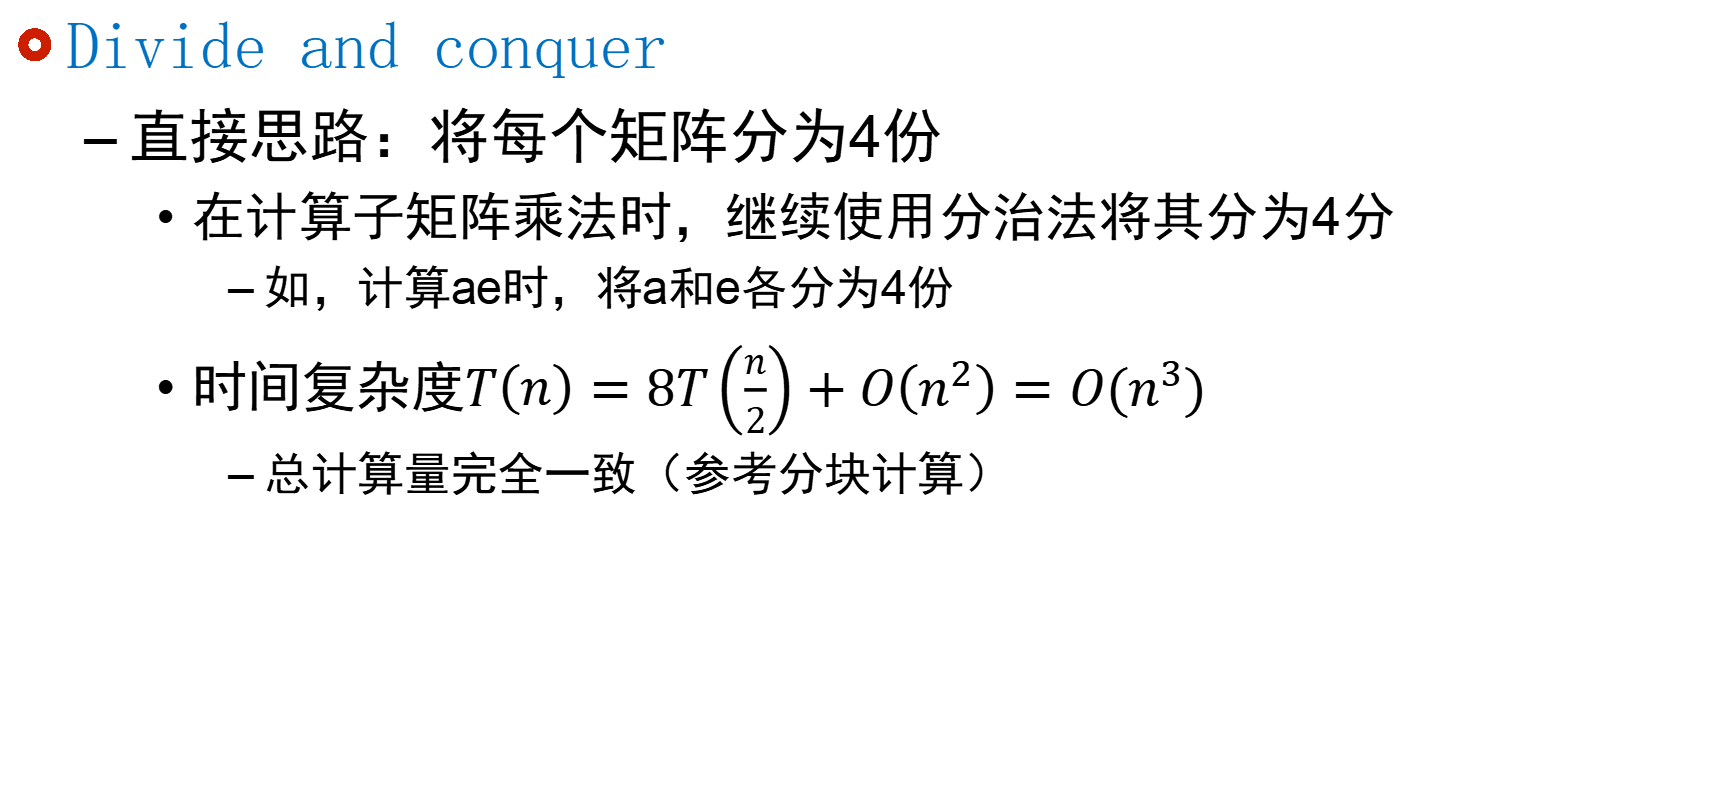 Divide and conquer
– 直接思路：将每个矩阵分为4份
• 在计算子矩阵乘法时，继续使用分治法将其分为4分
– 如，计算ae时，将a和e各分为4份
• 时间复杂度T(n) = 8T(n/2) + O(n²) = O(n³)
– 总计算量完全一致（参考分块计算）